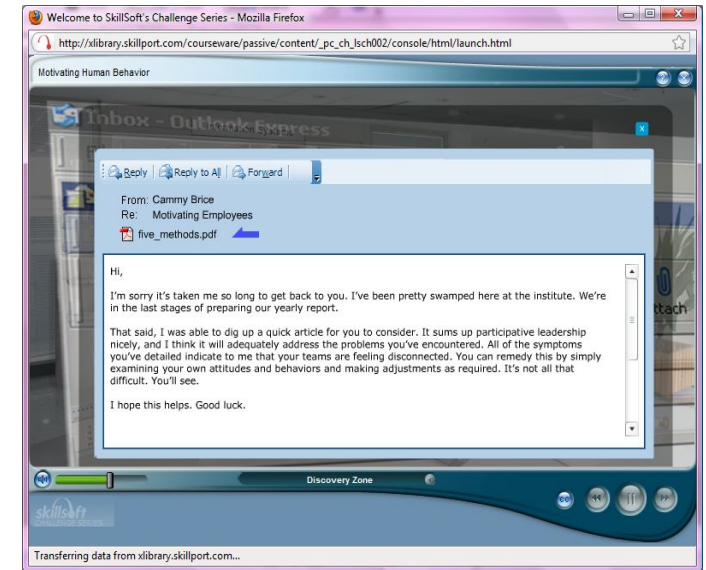 Welcome to SkillSoft's Challenge Series - Mozilla Firefox
http://xlibrary.skillport.com/courseware/passive/content/_pc_ch_lsch002/console/html/launch.html
Motivating Human Behavior
Inbox - Outlook Express
Reply Reply to All Forward
From: Cammy Brice
Re: Motivating Employees
five_methods.pdf
Hi,
I'm sorry it's taken me so long to get back to you. I've been pretty swamped here at the institute. We're
in the last stages of preparing our yearly report.
That said, I was able to dig up a quick article for you to consider. It sums up participative leadership
nicely, and I think it will adequately address the problems you've encountered. All of the symptoms
you've detailed indicate to me that your teams are feeling disconnected. You can remedy this by simply
examining your own attitudes and behaviors and making adjustments as required. It's not all that
difficult. You'll see.
I hope this helps. Good luck.
ttach
Discovery Zone
cc
skillsoft
CHALLENGE SERIES
Transferring data from xlibrary.skillport.com...